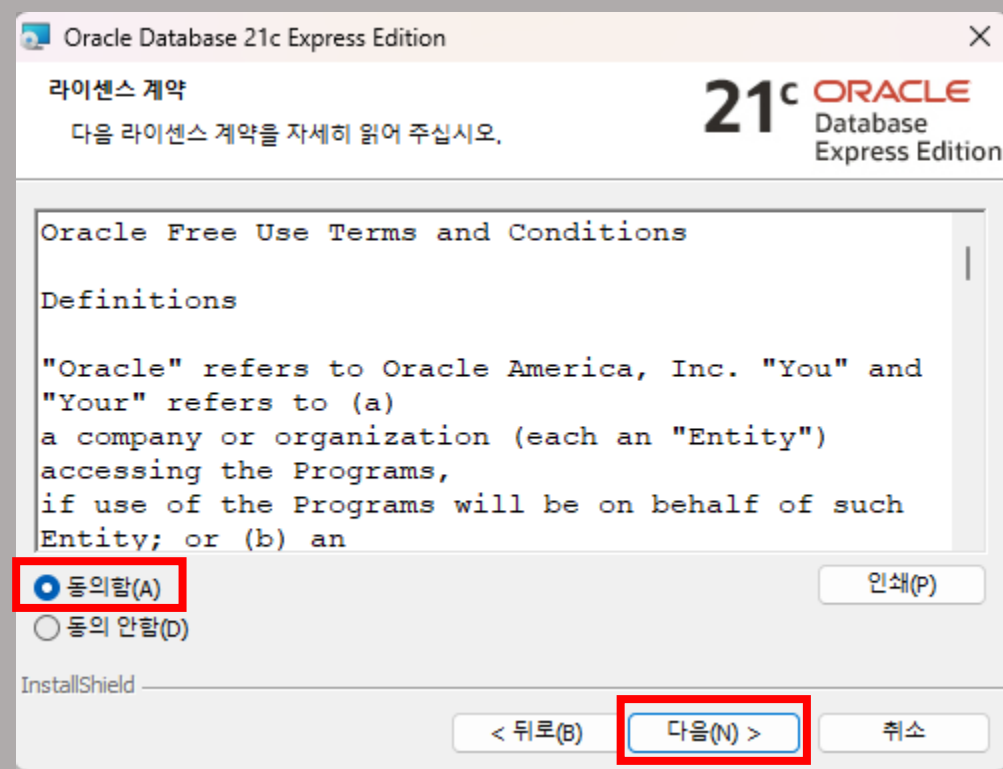 Oracle Database 21c Express Edition
라이센스 계약
다음 라이센스 계약을 자세히 읽어 주십시오.
21c ORACLE
Database
Express Edition
Oracle Free Use Terms and Conditions
Definitions
"Oracle" refers to Oracle America, Inc. "You" and
"Your" refers to (a)
a company or organization (each an "Entity")
accessing the Programs,
if use of the Programs will be on behalf of such
Entity; or (b) an
동의함(A)
인쇄(P)
동의 안함(D)
InstallShield
< 뒤로(B)
다음(N) >
취소